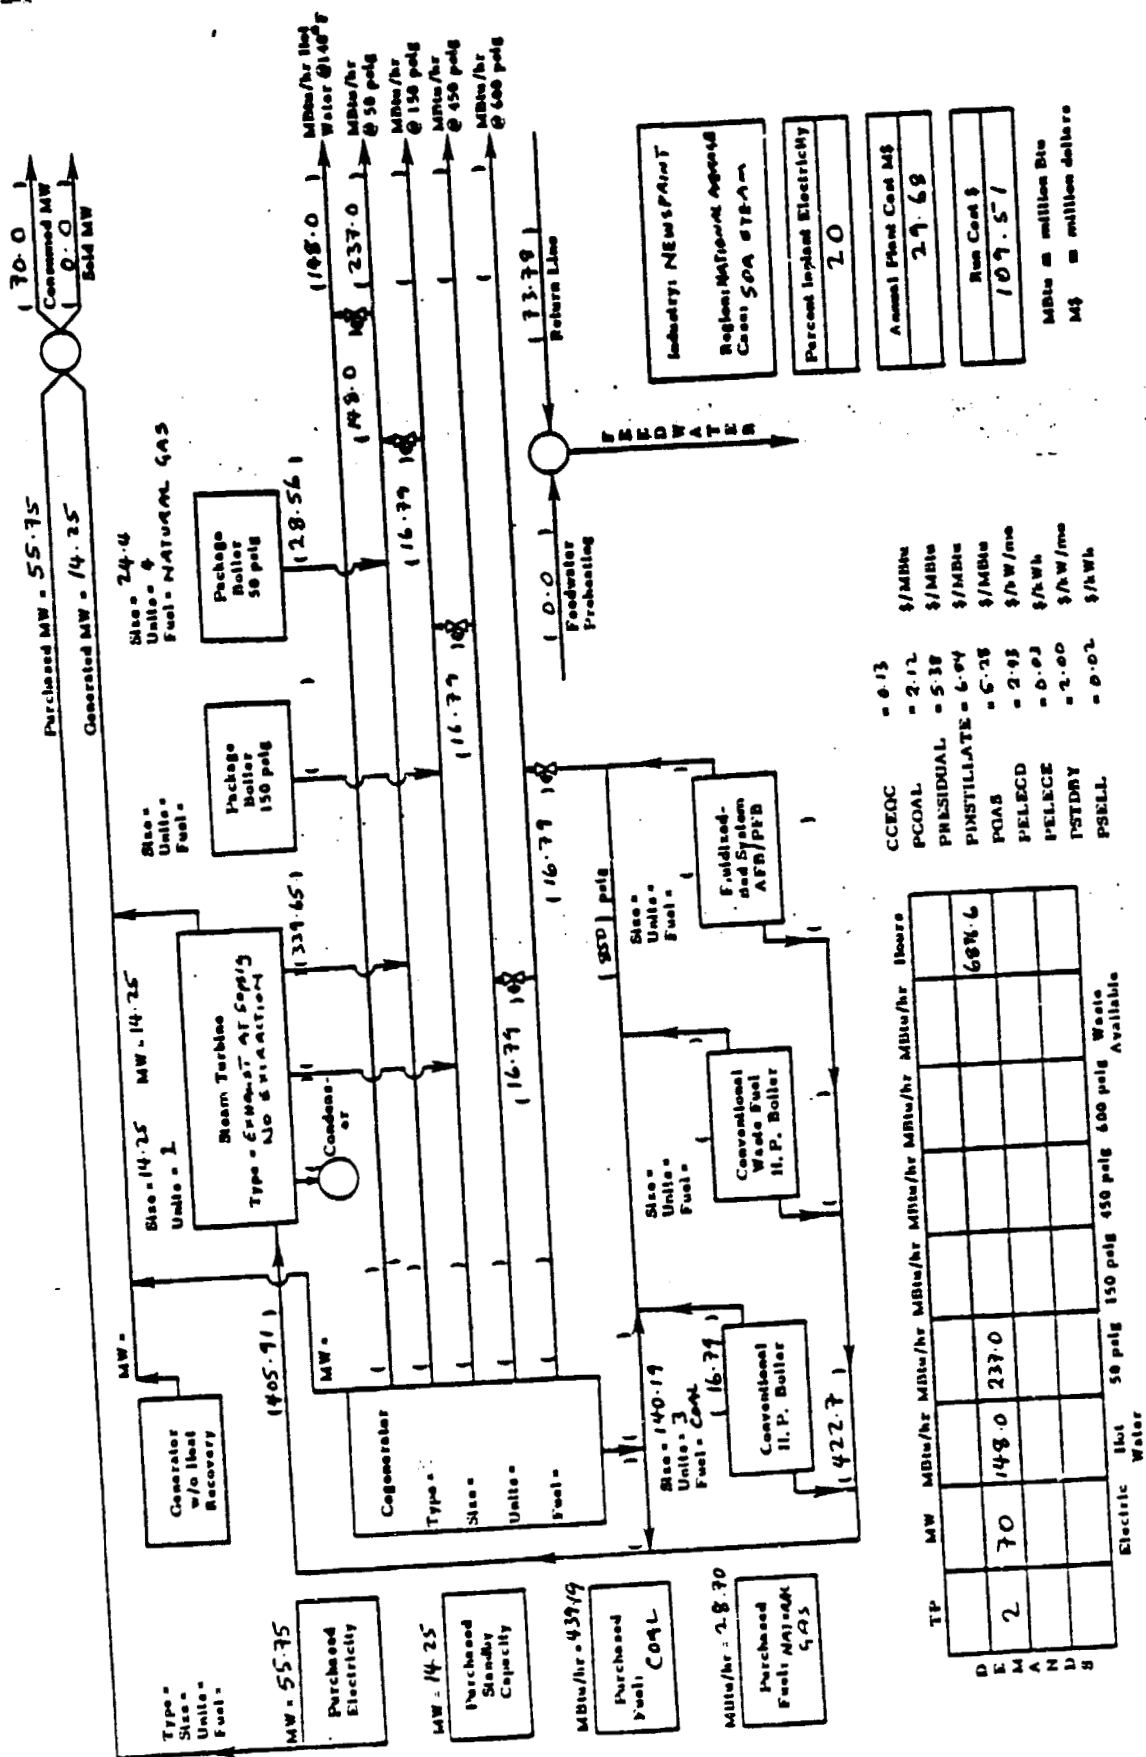 ( 70.0 )
Consumed MW
( 0.0 )
Sold MW
Purchased MW = 55.75
Generated MW = 14.25
MW =
Size = 14.25 MW = 14.25
Units = 1
Type =
Size =
Units =
Fuel =
Generator
w/o Heat
Recovery
Steam Turbine
Type = EXHAUST AT 50psig
NO EXTRACTION
Condens-
or
Size =
Units =
Fuel =
Package
Boiler
150 psig
Size = 24.4
Units = 4
Fuel = NATURAL GAS
Package
Boiler
50 psig
(405.91)
(339.65)
(28.56)
(148.0)
MBtu/hr Hot
Water @140°F
(148.0)
(237.0)
MBtu/hr
@ 50 psig
(16.79)
MBtu/hr
@ 150 psig
(16.79)
MBtu/hr
@ 450 psig
(16.79)
MBtu/hr
@ 600 psig
(16.79)
MW =
Cogenerator
Type =
Size =
Units =
Fuel =
( 0.0 )
Feedwater
Preheating
( 73.78 )
Return Line
FEEDWATER
( 850 ) psig
Size = 140.19
Units = 3
Fuel = COAL
(16.79)
Conventional
H.P. Boiler
Size =
Units =
Fuel =
Conventional
Waste Fuel
H.P. Boiler
Size =
Units =
Fuel =
Fluidized-
Bed System
AFB/PFB
(422.7)
MW = 55.75
Purchased
Electricity
MW = 14.25
Purchased
Standby
Capacity
MBtu/hr = 439.19
Purchased
Fuel:
COAL
MBtu/hr = 28.70
Purchased
Fuel: NATURAL
GAS
Industry: NEWSPRINT
Region: NATIONAL AVERAGE
Case: 50A STEAM
Percent Inplant Electricity
20
Annual Plant Cost M$
29.68
Run Cost $
109.51
MBtu = million Btu
M$ = million dollars
CCEQC = 0.13
PCOAL = 2.12 $/MBtu
PRESIDUAL = 5.38 $/MBtu
PDISTILLATE = 6.04 $/MBtu
PGAS = 5.28 $/MBtu
PELECD = 2.93 $/kW/mo
PELECE = 0.03 $/kWh
PSTDBY = 2.00 $/kW/mo
PSELL = 0.02 $/kWh
TP MW MBtu/hr MBtu/hr MBtu/hr MBtu/hr MBtu/hr MBtu/hr Hours
DEMANDS
2 70 148.0 237.0
Electric Hot Water 50 psig 150 psig 450 psig 600 psig Waste Available